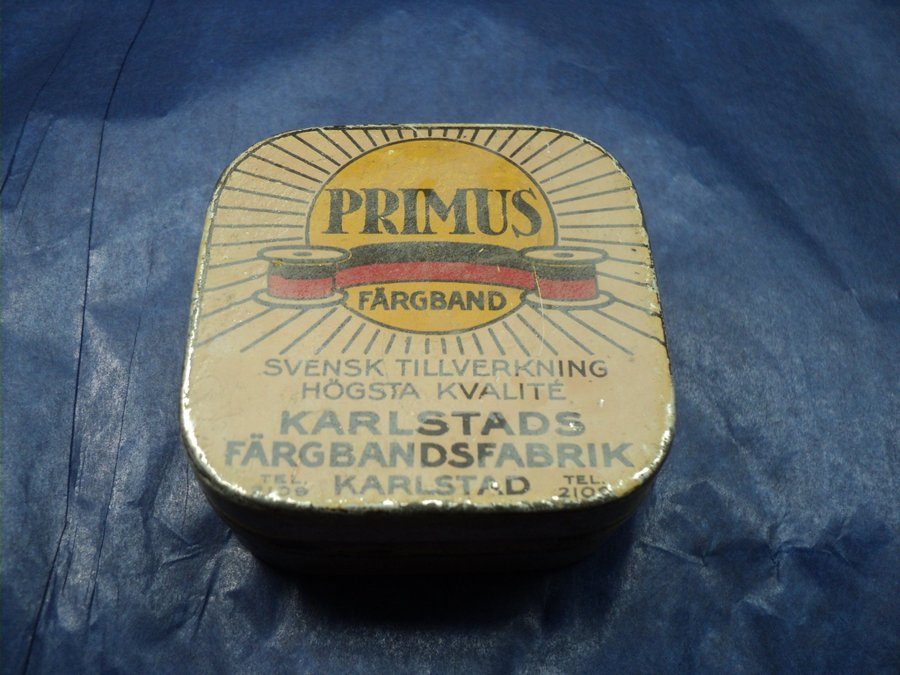 PRIMUS
FÄRGBAND
SVENSK TILLVERKNING
HÖGSTA KVALITÉ
KARLSTADS
FÄRGBANDSFABRIK
TEL. KARLSTAD TEL.